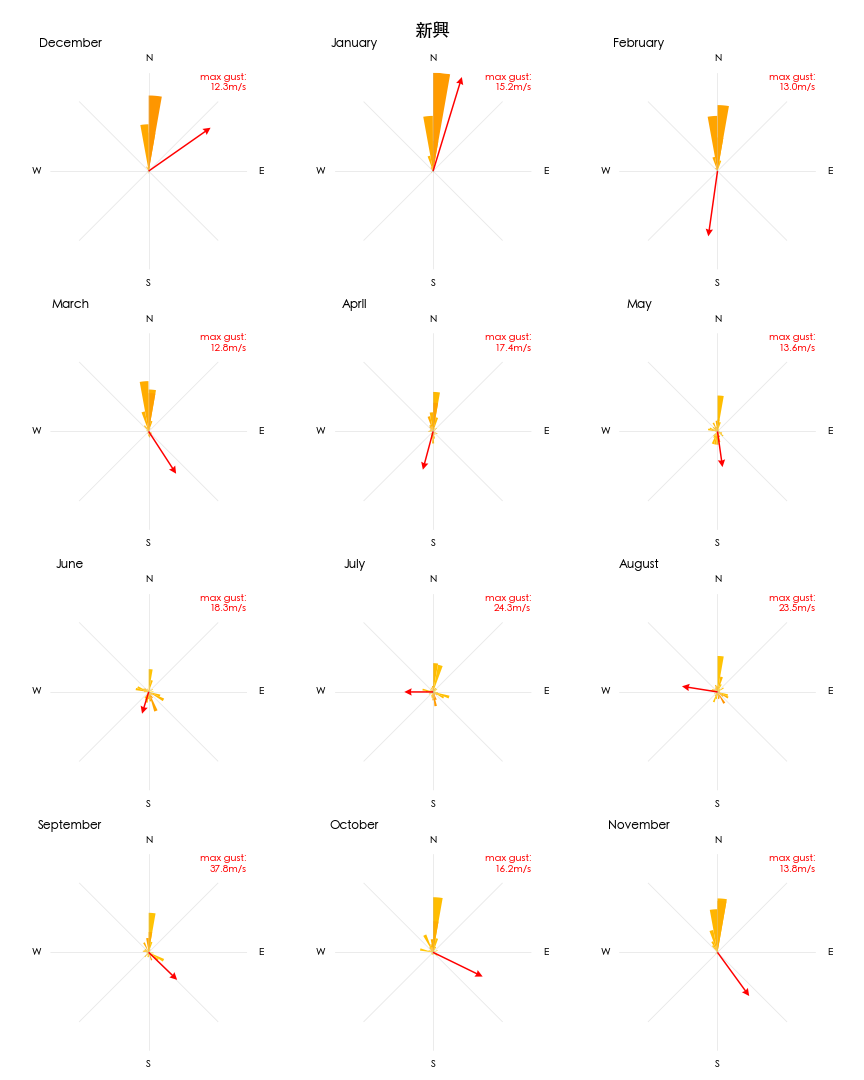 新興
December
N
max gust:
12.3m/s
W
E
S
January
N
max gust:
15.2m/s
W
E
S
February
N
max gust:
13.0m/s
W
E
S
March
N
max gust:
12.8m/s
W
E
S
April
N
max gust:
17.4m/s
W
E
S
May
N
max gust:
13.6m/s
W
E
S
June
N
max gust:
18.3m/s
W
E
S
July
N
max gust:
24.3m/s
W
E
S
August
N
max gust:
23.5m/s
W
E
S
September
N
max gust:
37.8m/s
W
E
S
October
N
max gust:
16.2m/s
W
E
S
November
N
max gust:
13.8m/s
W
E
S